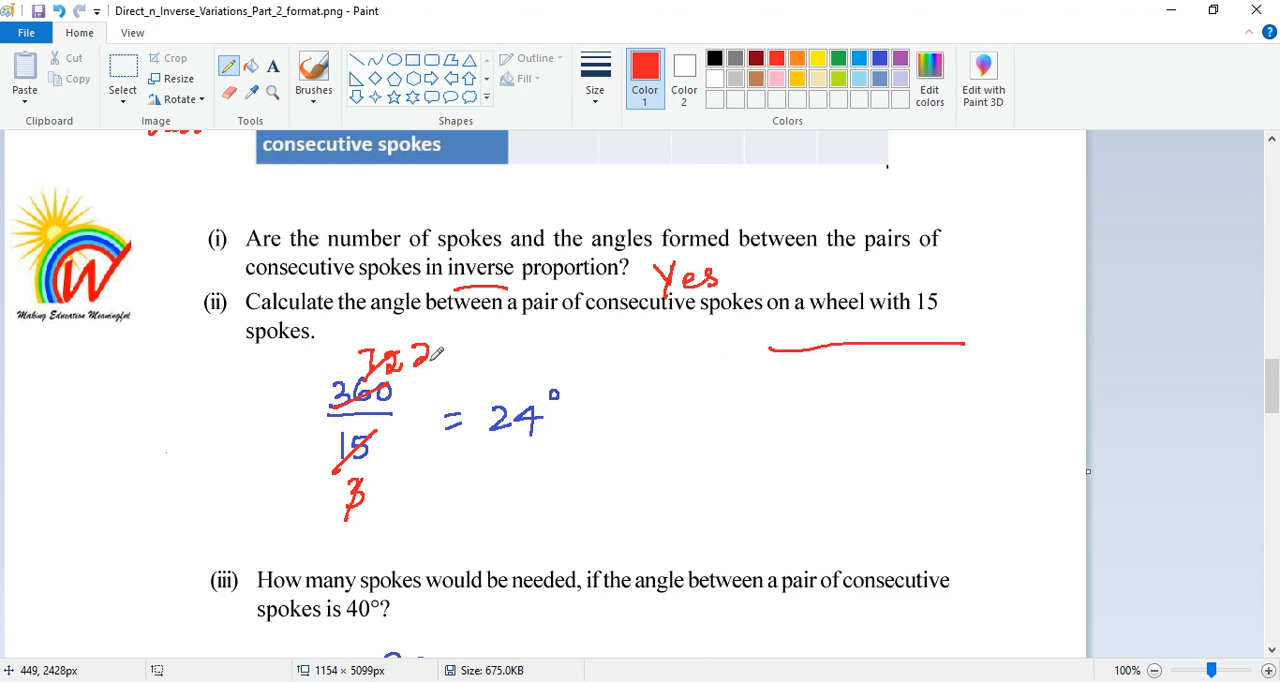 Direct_n_Inverse_Variations_Part_2_format.png - Paint
File Home View
Paste Cut Copy Select Crop Resize Rotate Brushes Outline Fill Size Color 1 Color 2 Edit colors Edit with Paint 3D
Clipboard Image Tools Shapes Colors
consecutive spokes
(i) Are the number of spokes and the angles formed between the pairs of
consecutive spokes in inverse proportion? Yes
(ii) Calculate the angle between a pair of consecutive spokes on a wheel with 15
spokes.
72 2
360
15
= 24°
3
(iii) How many spokes would be needed, if the angle between a pair of consecutive
spokes is 40°?
W
Making Education Meaningful
449, 2428px 1154 × 5099px Size: 675.0KB 100%